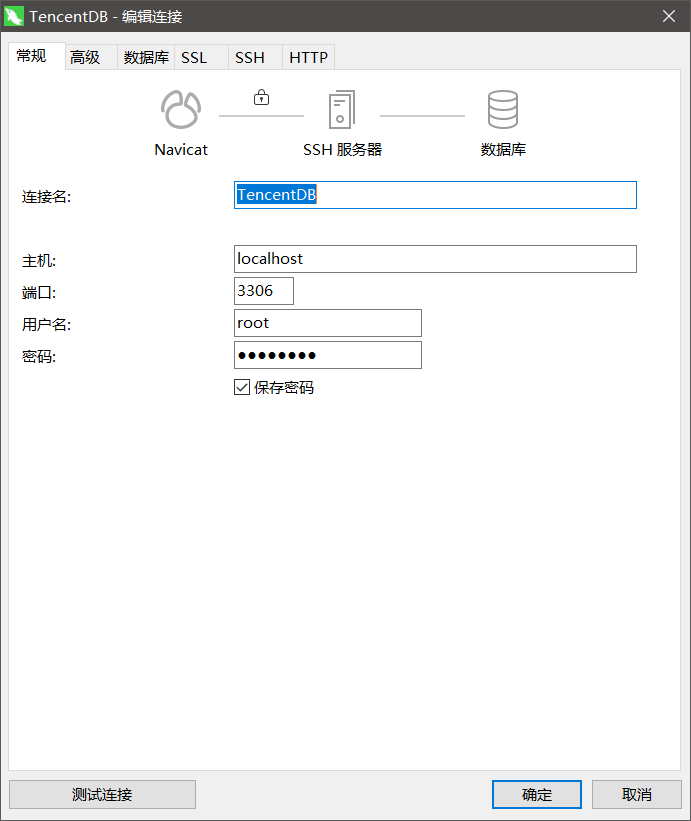 TencentDB - 编辑连接
常规 高级 数据库 SSL SSH HTTP
Navicat SSH 服务器 数据库
连接名: TencentDB
主机: localhost
端口: 3306
用户名: root
密码: ●●●●●●●●
保存密码
测试连接 确定 取消